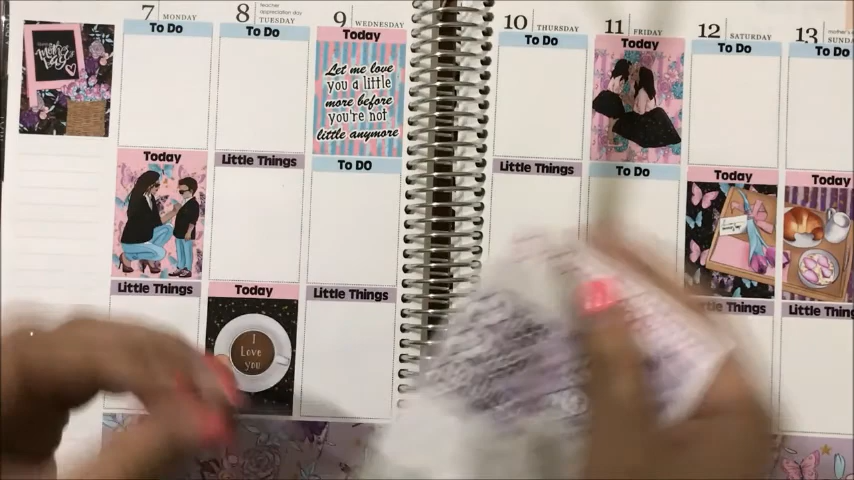 7 MONDAY
8 TUESDAY
teacher
appreciation day
9 WEDNESDAY
10 THURSDAY
11 FRIDAY
12 SATURDAY
13
To Do
To Do
Today
To Do
Today
To Do
To Do
Let me love
you a little
more before
you're not
little anymore
Today
Little Things
To DO
Little Things
To DO
Today
Today
Little Things
Today
Little Things
Little Things
Little Things
I
Love
you